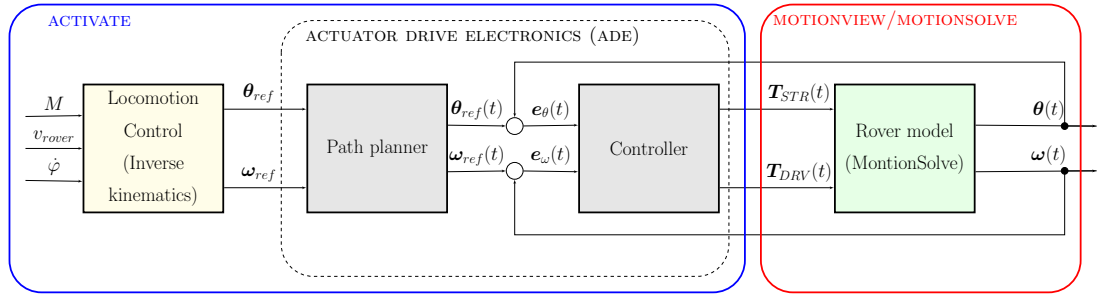 ACTIVATE
MOTIONVIEW/MOTIONSOLVE
ACTUATOR DRIVE ELECTRONICS (ADE)
M
v_rover
φ̇
Locomotion
Control
(Inverse
kinematics)
θ_ref
ω_ref
Path planner
θ_ref(t)
ω_ref(t)
e_θ(t)
e_ω(t)
Controller
T_STR(t)
T_DRV(t)
Rover model
(MontionSolve)
θ(t)
ω(t)